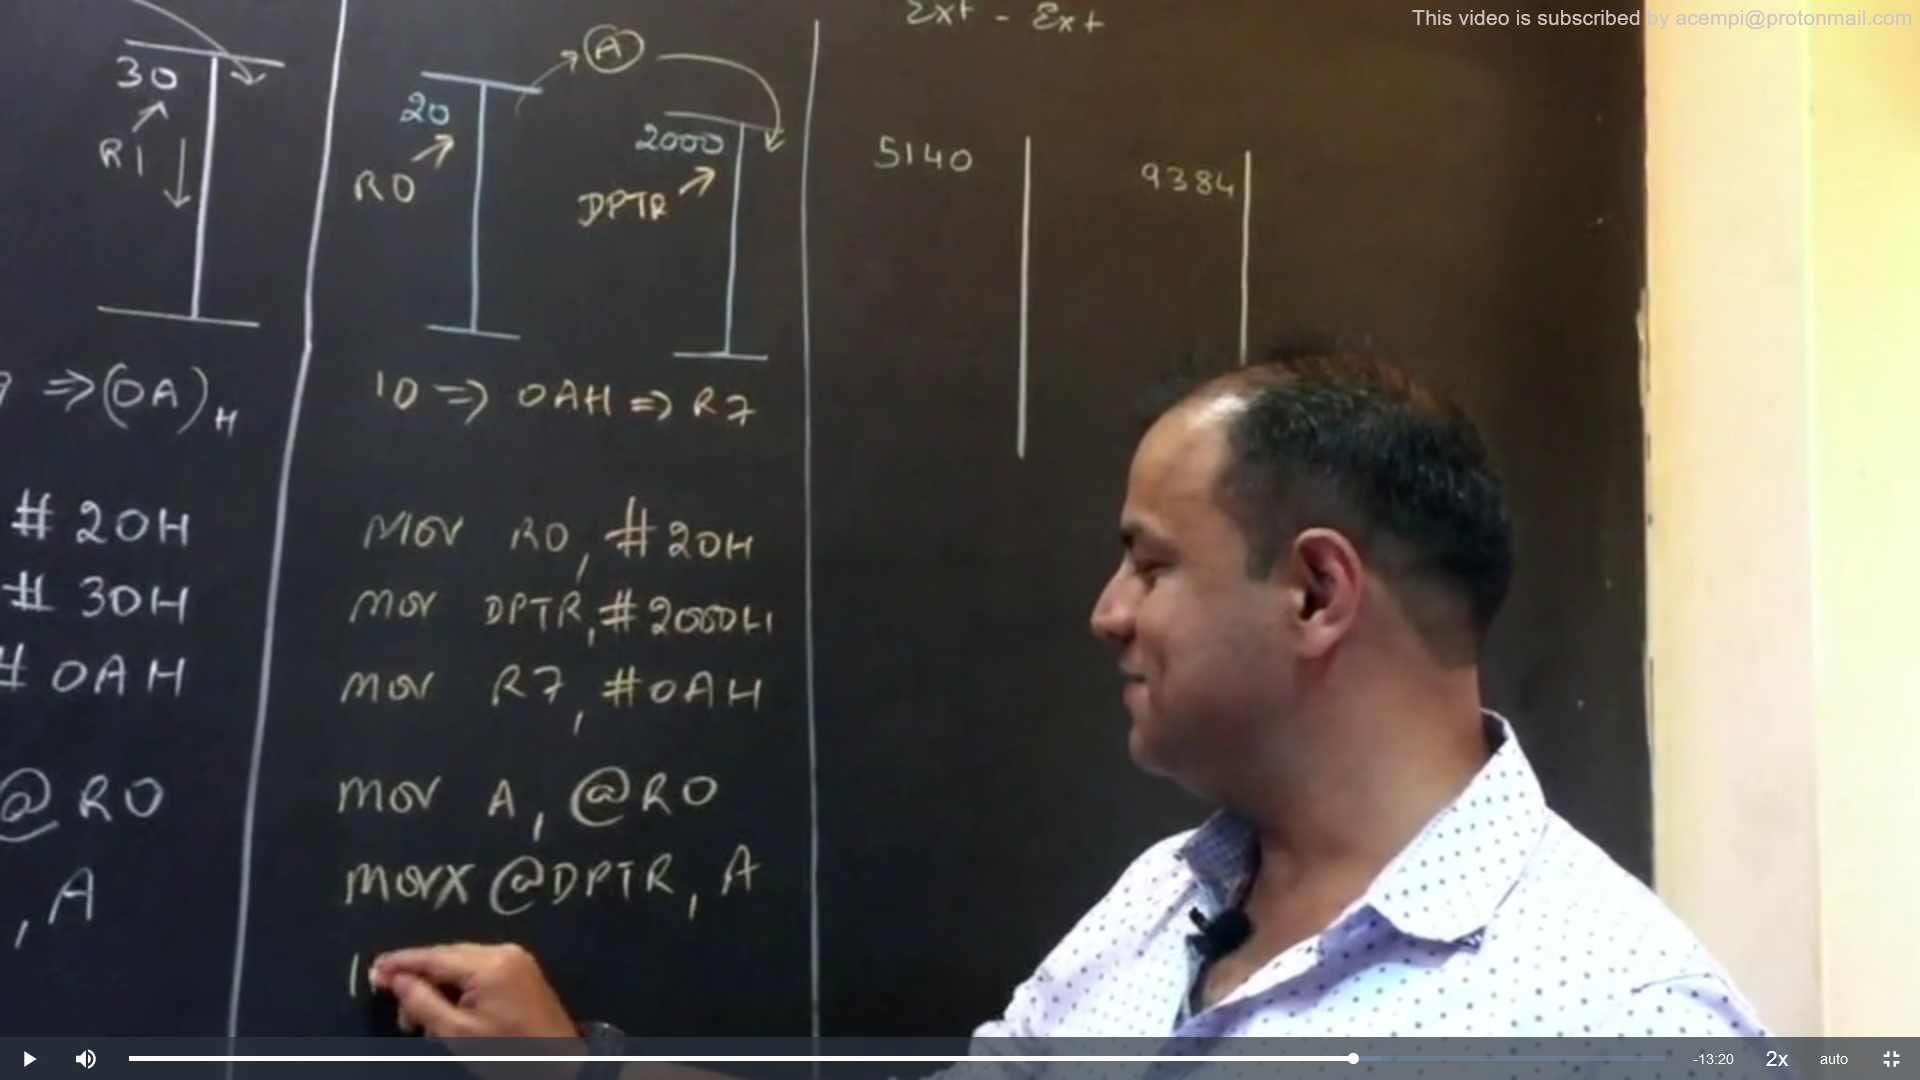 This video is subscribed by acempi@protonmail.com
30
R1
⇒ (0A)H
# 20H
# 30H
# 0AH
@ R0
, A
A
20
R0
2000
DPTR
10 ⇒ 0AH ⇒ R7
MOV R0, # 20H
MOV DPTR, # 2000H
MOV R7, #0AH
MOV A, @R0
MOVX @DPTR, A
I
Ext - Ext
5140
9384
-13:20
2x
auto